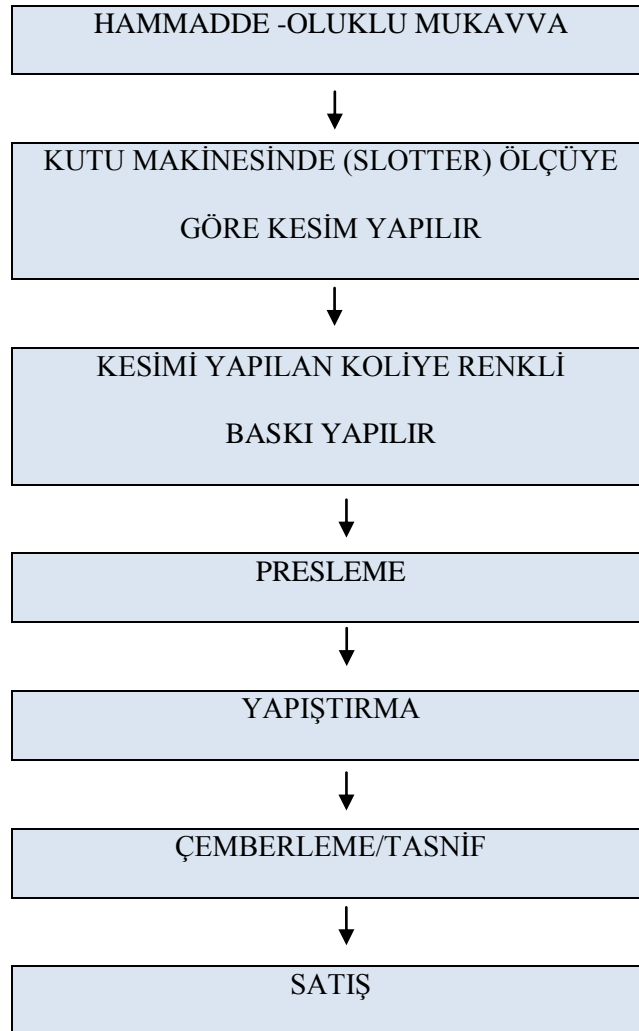 HAMMADDE -OLUKLU MUKAVVA
KUTU MAKİNESİNDE (SLOTTER) ÖLÇÜYE
GÖRE KESİM YAPILIR
KESİMİ YAPILAN KOLİYE RENKLİ
BASKI YAPILIR
PRESLEME
YAPIŞTIRMA
ÇEMBERLEME/TASNİF
SATIŞ